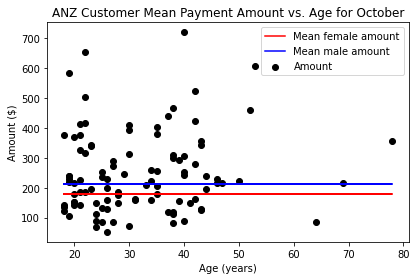 ANZ Customer Mean Payment Amount vs. Age for October
Mean female amount
Mean male amount
Amount
Amount ($)
700
600
500
400
300
200
100
20
30
40
50
60
70
80
Age (years)